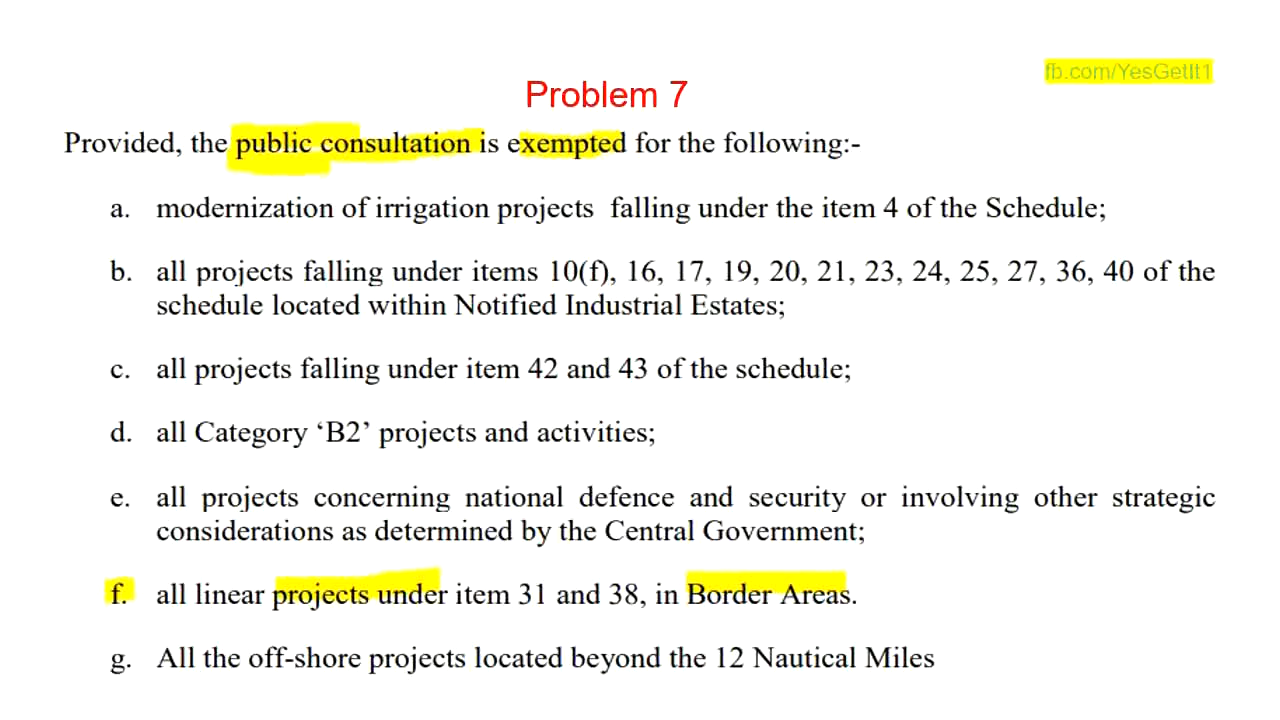 fb.com/YesGetIt1
Problem 7
Provided, the public consultation is exempted for the following:-
a. modernization of irrigation projects falling under the item 4 of the Schedule;
b. all projects falling under items 10(f), 16, 17, 19, 20, 21, 23, 24, 25, 27, 36, 40 of the
schedule located within Notified Industrial Estates;
c. all projects falling under item 42 and 43 of the schedule;
d. all Category ‘B2’ projects and activities;
e. all projects concerning national defence and security or involving other strategic
considerations as determined by the Central Government;
f. all linear projects under item 31 and 38, in Border Areas.
g. All the off-shore projects located beyond the 12 Nautical Miles